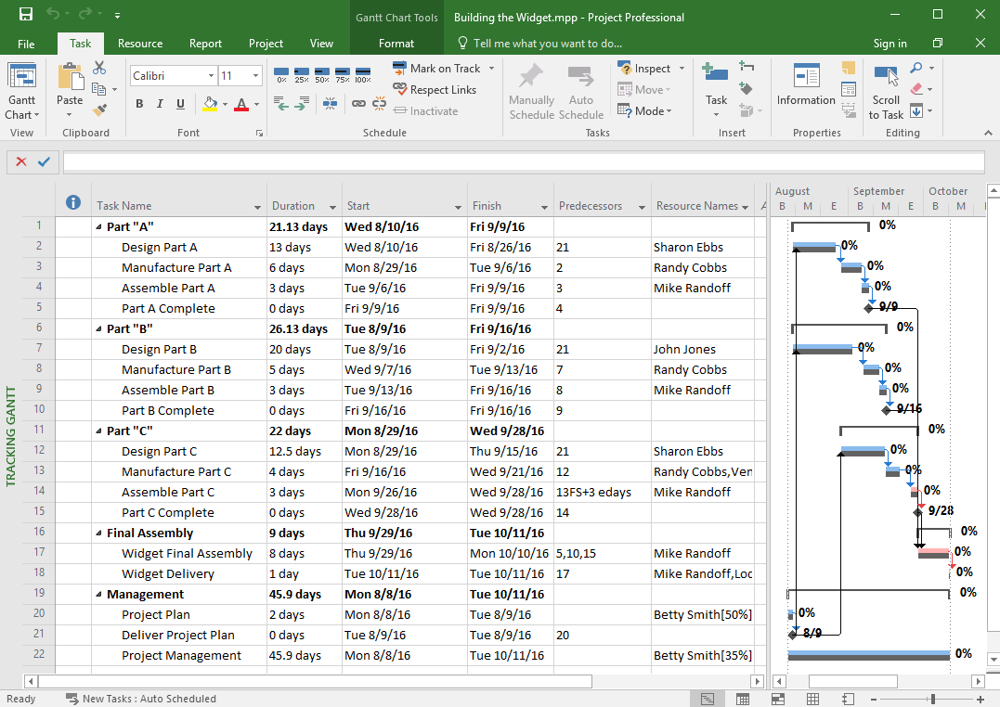 Gantt Chart Tools Building the Widget.mpp - Project Professional
File Task Resource Report Project View Format Tell me what you want to do... Sign in
Gantt Chart
Paste
Calibri 11
B I U A
0% 25% 50% 75% 100%
Mark on Track
Respect Links
Inactivate
Manually Schedule
Auto Schedule
Inspect
Move
Mode
Task
Information
Scroll to Task
View Clipboard Font Schedule Tasks Insert Properties Editing
Task Name Duration Start Finish Predecessors Resource Names A
August September October
B M E B M E B M
1 Part "A" 21.13 days Wed 8/10/16 Fri 9/9/16 0%
2 Design Part A 13 days Wed 8/10/16 Fri 8/26/16 21 Sharon Ebbs 0%
3 Manufacture Part A 6 days Mon 8/29/16 Tue 9/6/16 2 Randy Cobbs 0%
4 Assemble Part A 3 days Tue 9/6/16 Fri 9/9/16 3 Mike Randoff 0%
5 Part A Complete 0 days Fri 9/9/16 Fri 9/9/16 4 9/9
6 Part "B" 26.13 days Tue 8/9/16 Fri 9/16/16 0%
7 Design Part B 20 days Tue 8/9/16 Fri 9/2/16 21 John Jones 0%
8 Manufacture Part B 5 days Wed 9/7/16 Tue 9/13/16 7 Randy Cobbs 0%
9 Assemble Part B 3 days Tue 9/13/16 Fri 9/16/16 8 Mike Randoff 0%
10 Part B Complete 0 days Fri 9/16/16 Fri 9/16/16 9 9/16
11 Part "C" 22 days Mon 8/29/16 Wed 9/28/16 0%
12 Design Part C 12.5 days Mon 8/29/16 Thu 9/15/16 21 Sharon Ebbs 0%
13 Manufacture Part C 4 days Fri 9/16/16 Wed 9/21/16 12 Randy Cobbs,Ven 0%
14 Assemble Part C 3 days Mon 9/26/16 Wed 9/28/16 13FS+3 edays Mike Randoff 0%
15 Part C Complete 0 days Wed 9/28/16 Wed 9/28/16 14 9/28
16 Final Assembly 9 days Thu 9/29/16 Tue 10/11/16 0%
17 Widget Final Assembly 8 days Thu 9/29/16 Mon 10/10/16 5,10,15 Mike Randoff 0%
18 Widget Delivery 1 day Tue 10/11/16 Tue 10/11/16 17 Mike Randoff,Loc 0%
19 Management 45.9 days Mon 8/8/16 Tue 10/11/16 0%
20 Project Plan 2 days Mon 8/8/16 Tue 8/9/16 Betty Smith[50%] 0%
21 Deliver Project Plan 0 days Tue 8/9/16 Tue 8/9/16 20 8/9
22 Project Management 45.9 days Mon 8/8/16 Tue 10/11/16 Betty Smith[35%] 0%
TRACKING GANTT
Ready New Tasks : Auto Scheduled